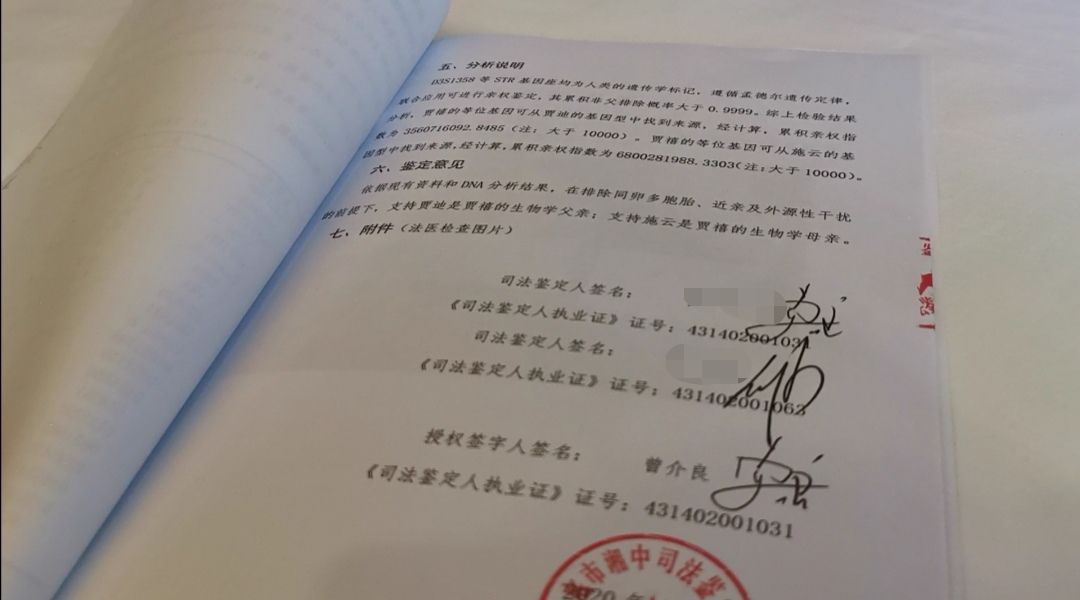 五、分析说明
D3S1358 等 STR 基因座均为人类的遗传学标记，遵循孟德尔遗传定律，
联合应用可进行亲权鉴定，其累积非父排除概率大于 0.9999。综上检验结果
分析，贾禧的等位基因可从贾迪的基因型中找到来源，经计算，累积亲权指
数为 3560716092.8485（注：大于 10000）。贾禧的等位基因可从施云的基
因型中找到来源，经计算，累积亲权指数为 6800281988.3303（注：大于 10000）。
六、鉴定意见
依据现有资料和 DNA 分析结果，在排除同卵多胞胎、近亲及外源性干扰
的前提下，支持贾迪是贾禧的生物学父亲；支持施云是贾禧的生物学母亲。
七、附件（法医检查图片）
司法鉴定人签名：
《司法鉴定人执业证》证号：431402001031
司法鉴定人签名：
《司法鉴定人执业证》证号：431402001063
授权签字人签名： 曾介良
《司法鉴定人执业证》证号：431402001031
市湘中司法鉴